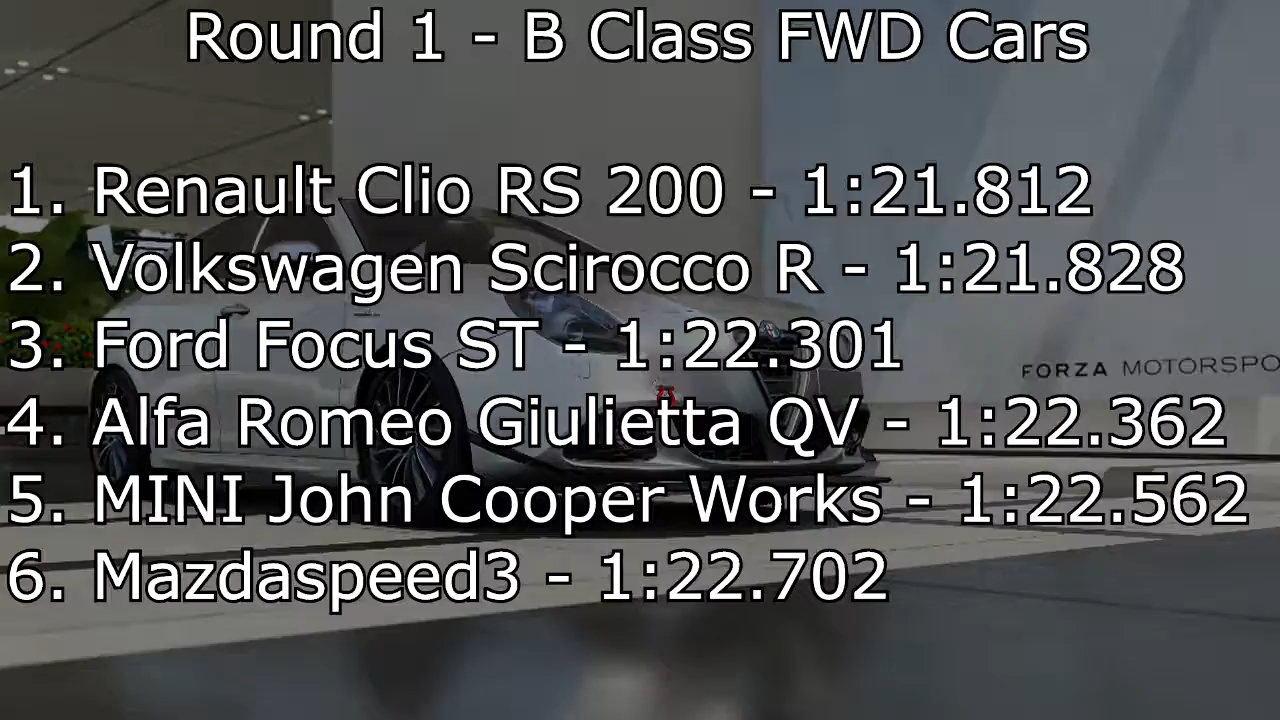 Round 1 - B Class FWD Cars
1. Renault Clio RS 200 - 1:21.812
2. Volkswagen Scirocco R - 1:21.828
3. Ford Focus ST - 1:22.301
FORZA MOTORSPO
4. Alfa Romeo Giulietta QV - 1:22.362
5. MINI John Cooper Works - 1:22.562
6. Mazdaspeed3 - 1:22.702